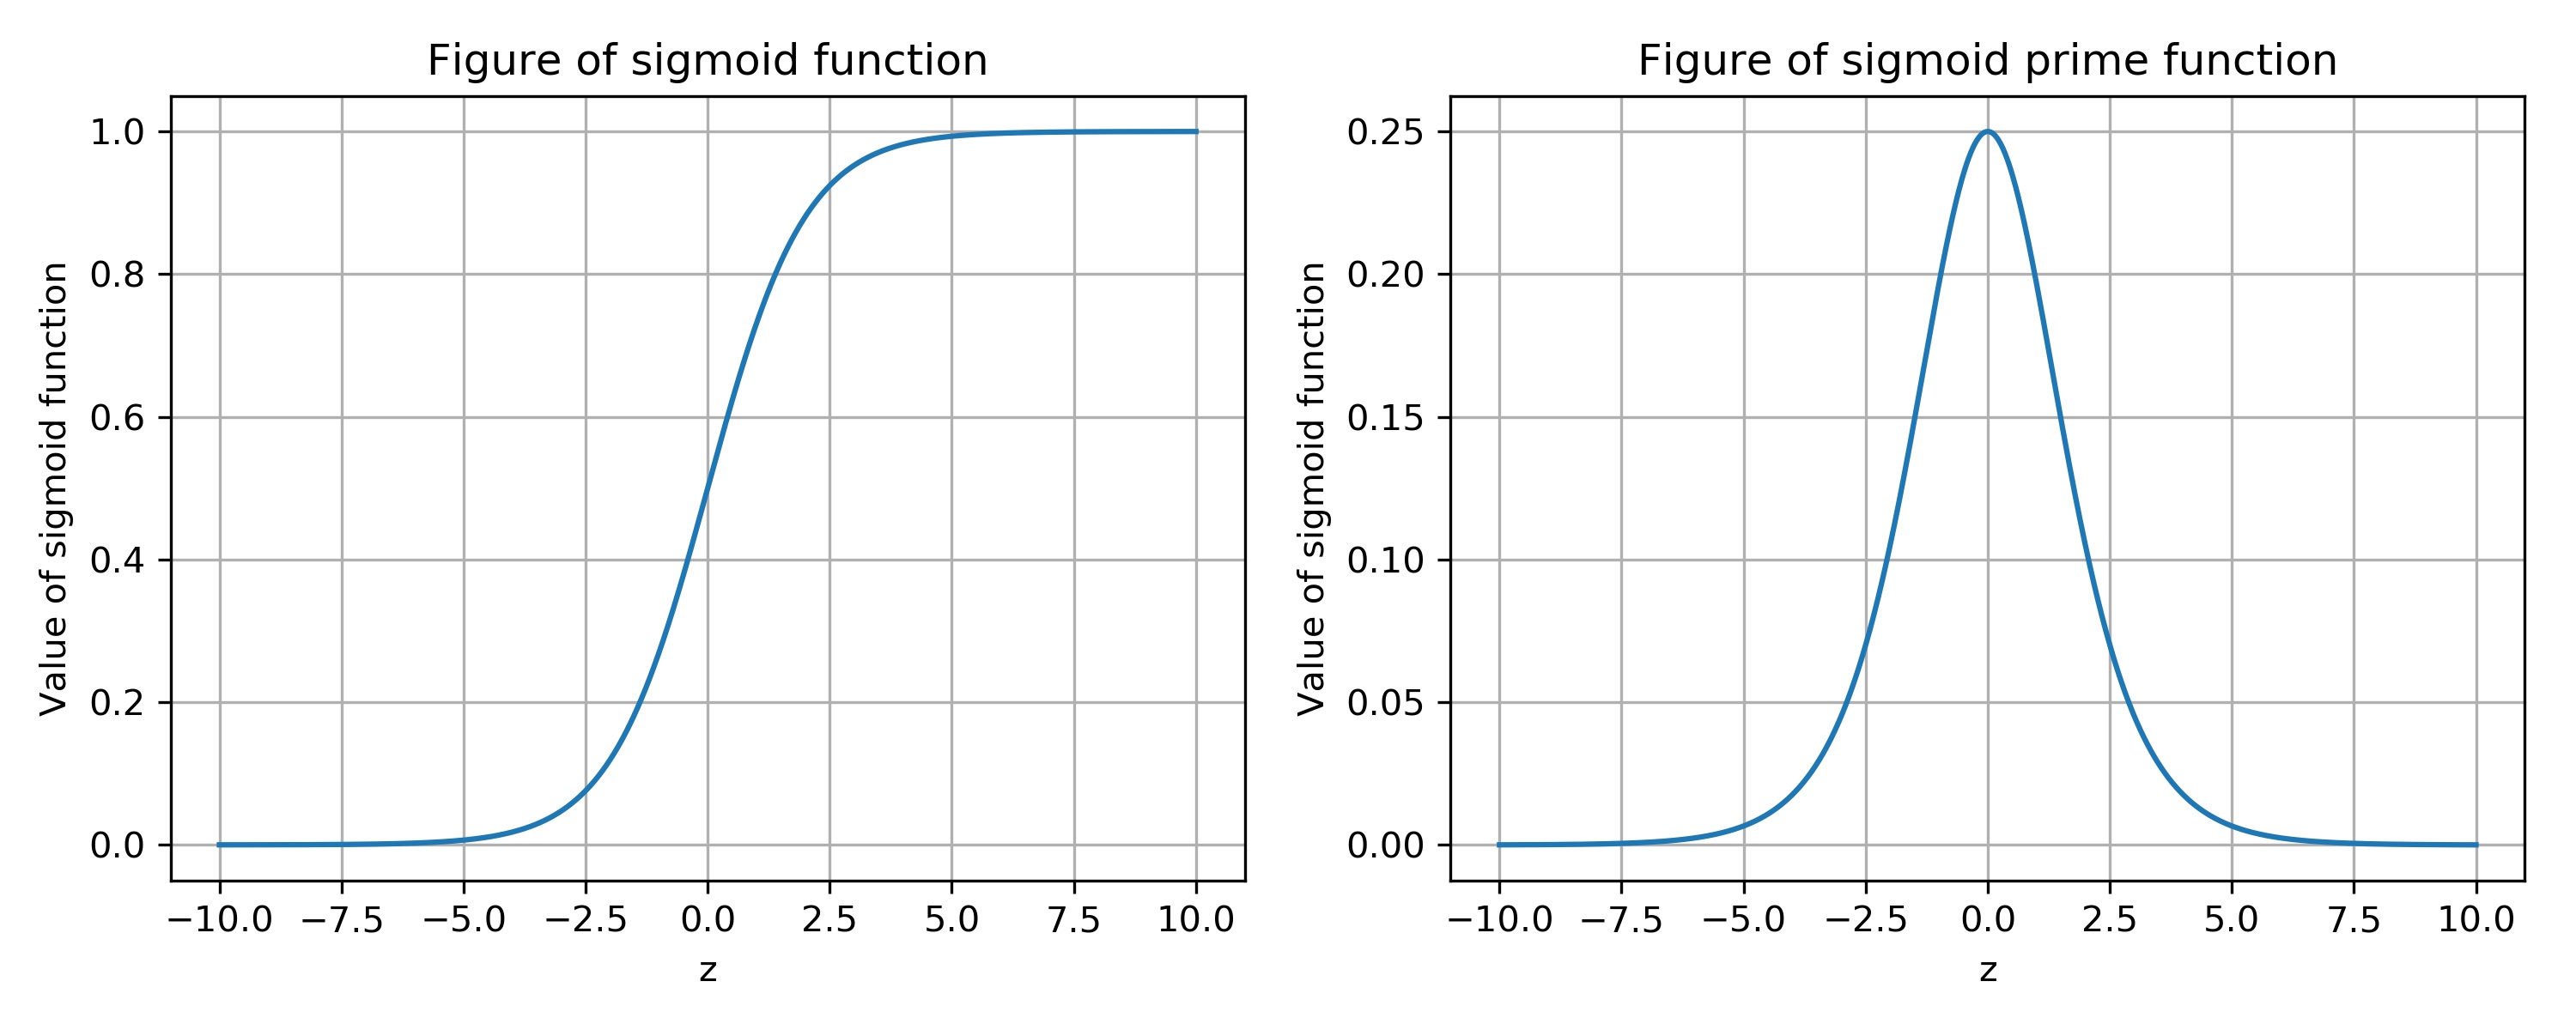 Figure of sigmoid function
Value of sigmoid function
1.0
0.8
0.6
0.4
0.2
0.0
−10.0 −7.5 −5.0 −2.5 0.0 2.5 5.0 7.5 10.0
z
Figure of sigmoid prime function
Value of sigmoid function
0.25
0.20
0.15
0.10
0.05
0.00
−10.0 −7.5 −5.0 −2.5 0.0 2.5 5.0 7.5 10.0
z